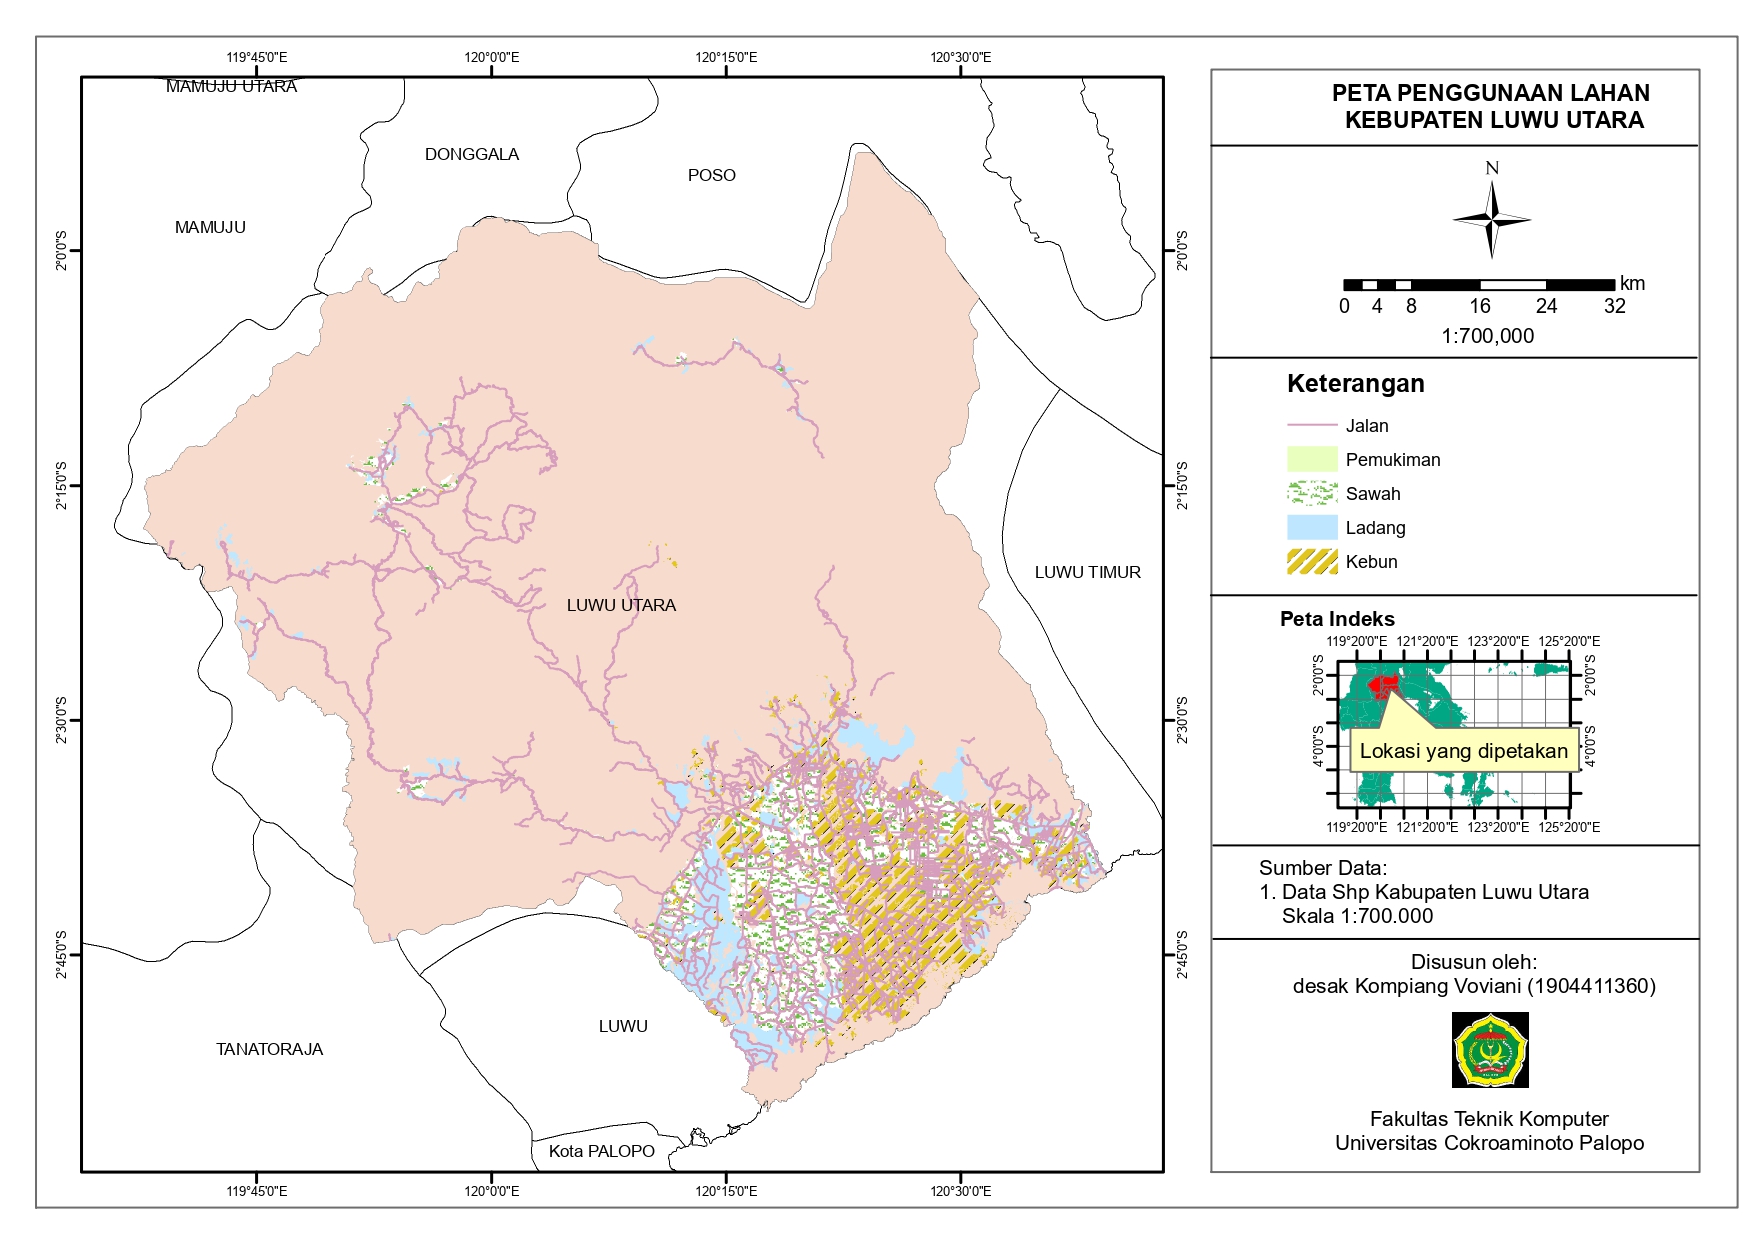 119°45'0"E 120°0'0"E 120°15'0"E 120°30'0"E
MAMUJU UTARA
DONGGALA
POSO
MAMUJU
2°0'0"S 2°0'0"S
2°15'0"S 2°15'0"S
LUWU TIMUR
LUWU UTARA
2°30'0"S 2°30'0"S
2°45'0"S 2°45'0"S
LUWU
TANATORAJA
Kota PALOPO
119°45'0"E 120°0'0"E 120°15'0"E 120°30'0"E
PETA PENGGUNAAN LAHAN
KEBUPATEN LUWU UTARA
N
km
0 4 8 16 24 32
1:700,000
Keterangan
Jalan
Pemukiman
Sawah
Ladang
Kebun
Peta Indeks
119°20'0"E 121°20'0"E 123°20'0"E 125°20'0"E
2°0'0"S 2°0'0"S
4°0'0"S 4°0'0"S
Lokasi yang dipetakan
119°20'0"E 121°20'0"E 123°20'0"E 125°20'0"E
Sumber Data:
1. Data Shp Kabupaten Luwu Utara
Skala 1:700.000
Disusun oleh:
desak Kompiang Voviani (1904411360)
Fakultas Teknik Komputer
Universitas Cokroaminoto Palopo